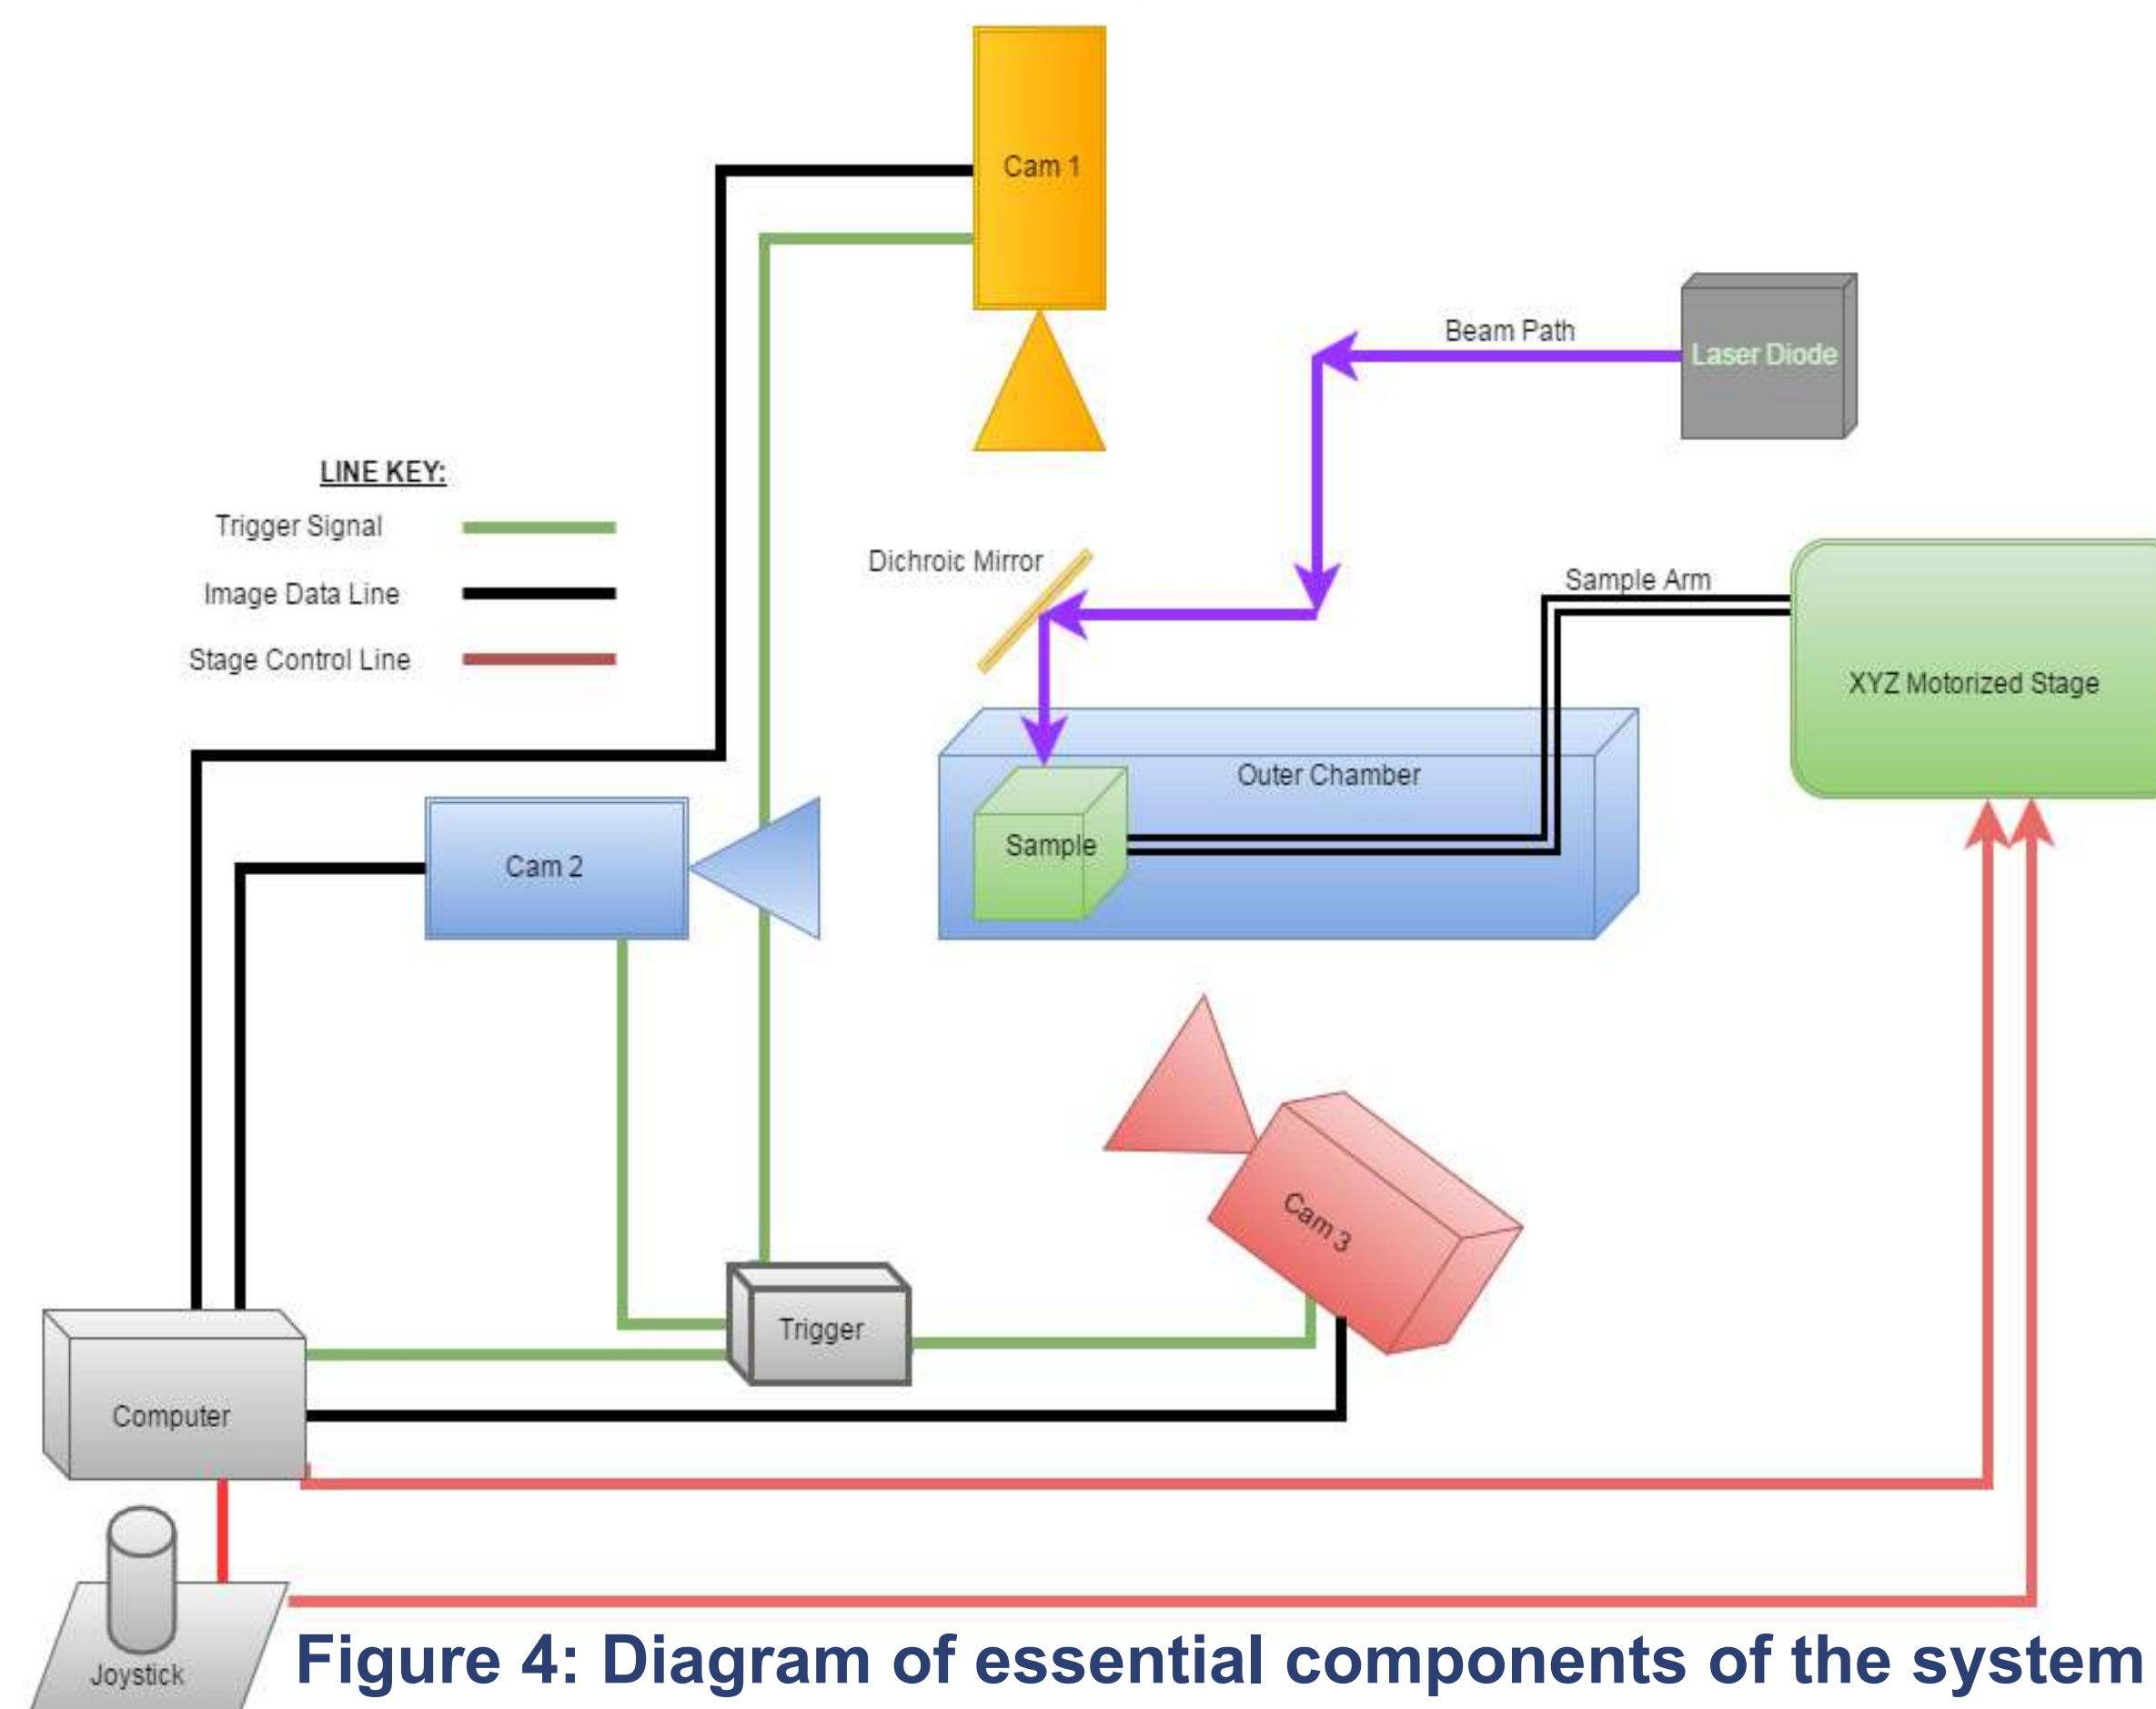 Cam 1
Beam Path
Laser Diode
LINE KEY:
Trigger Signal
Image Data Line
Stage Control Line
Dichroic Mirror
Sample Arm
XYZ Motorized Stage
Outer Chamber
Sample
Cam 2
Cam 3
Trigger
Computer
Joystick
Figure 4: Diagram of essential components of the system